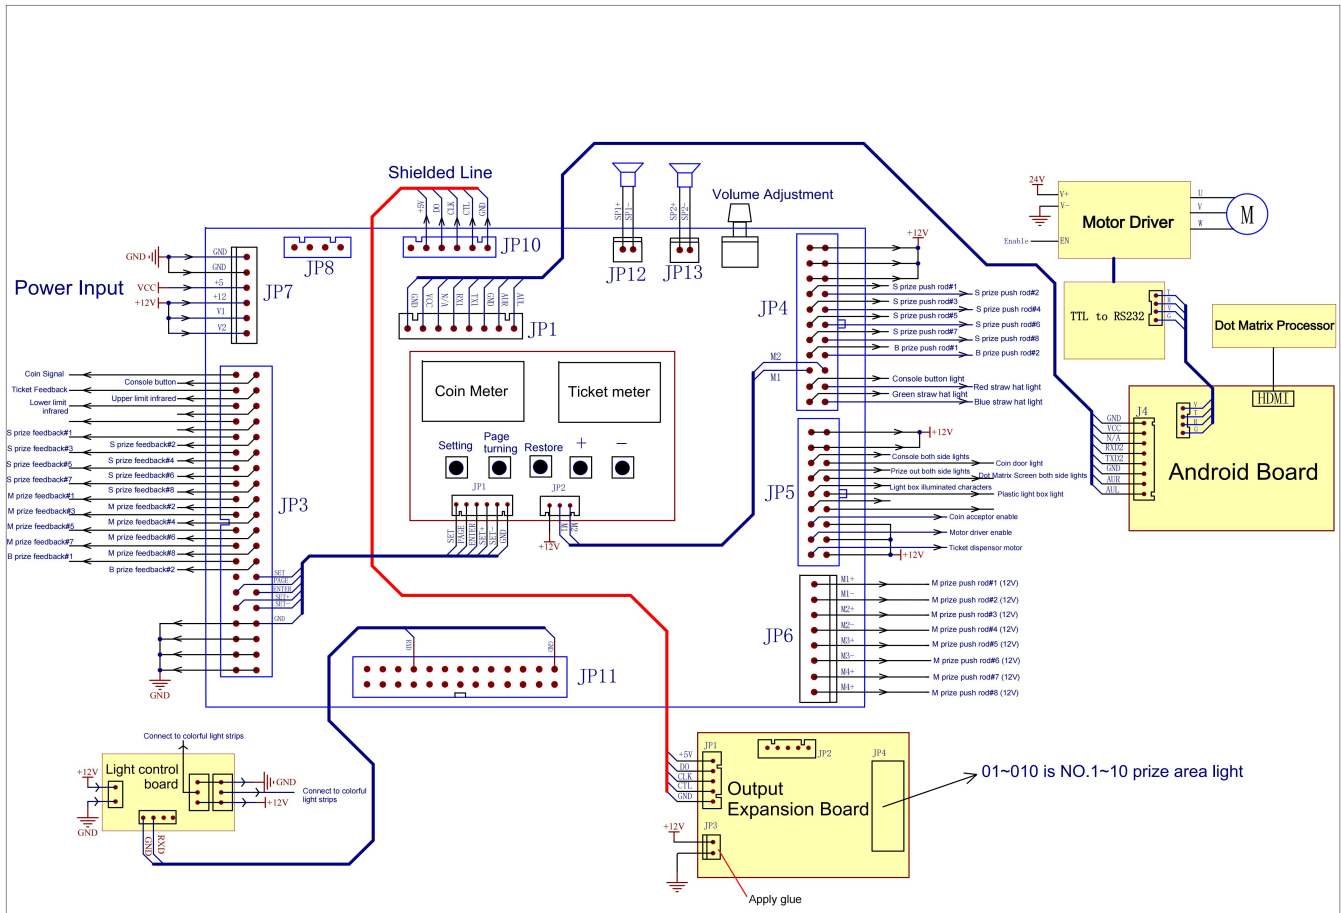 Shielded Line
+5V
DO
CLK
CTL
GND
JP10
JP8
SP1+
SP1-
JP12
SP2+
SP2-
JP13
Volume Adjustment
24V
V+
V-
Enable
EN
Motor Driver
U
V
W
M
TTL to RS232
T
R
V
G
Dot Matrix Processor
HDMI
V
T
R
G
J4
GND
VCC
N/A
RXD2
TXD2
GND
AUR
AUL
Android Board
Power Input
GND
VCC
+12V
GND
GND
+5
+12
V1
V2
JP7
GND
VCC
N/A
RX1
TX1
GND
AUR
AUL
JP1
Coin Meter
Ticket meter
Setting
Page
turning
Restore
+
-
JP1
JP2
SET
PAGE
ENTER
SET+
SET-
GND
+12V
M1
M2
JP4
+12V
S prize push rod#1
S prize push rod#2
S prize push rod#3
S prize push rod#4
S prize push rod#5
S prize push rod#6
S prize push rod#7
S prize push rod#8
B prize push rod#1
B prize push rod#2
M2
M1
Console button light
Red straw hat light
Green straw hat light
Blue straw hat light
JP5
+12V
Console both side lights
Coin door light
Prize out both side lights
Dot Matrix Screen both side lights
Light box illuminated characters
Plastic light box light
Coin acceptor enable
Motor driver enable
Ticket dispensor motor
+12V
JP6
M1+
M prize push rod#1 (12V)
M1-
M prize push rod#2 (12V)
M2+
M prize push rod#3 (12V)
M2-
M prize push rod#4 (12V)
M3+
M prize push rod#5 (12V)
M3-
M prize push rod#6 (12V)
M4+
M prize push rod#7 (12V)
M4+
M prize push rod#8 (12V)
Coin Signal
Console button
Ticket Feedback
Upper limit infrared
Lower limit
infrared
S prize feedback#1
S prize feedback#2
S prize feedback#3
S prize feedback#4
S prize feedback#5
S prize feedback#6
S prize feedback#7
S prize feedback#8
M prize feedback#1
M prize feedback#2
M prize feedback#3
M prize feedback#4
M prize feedback#5
M prize feedback#6
M prize feedback#7
M prize feedback#8
B prize feedback#1
B prize feedback#2
JP3
SET
PAGE
ENTER
SET+
SET-
GND
GND
RXD
GND
JP11
Connect to colorful light strips
+12V
GND
Light control
board
GND
Connect to colorful
light strips
+12V
GND
RXD
+5V
DO
CLK
CTL
GND
JP1
JP2
JP4
Output
Expansion Board
JP3
+12V
Apply glue
01~010 is NO.1~10 prize area light